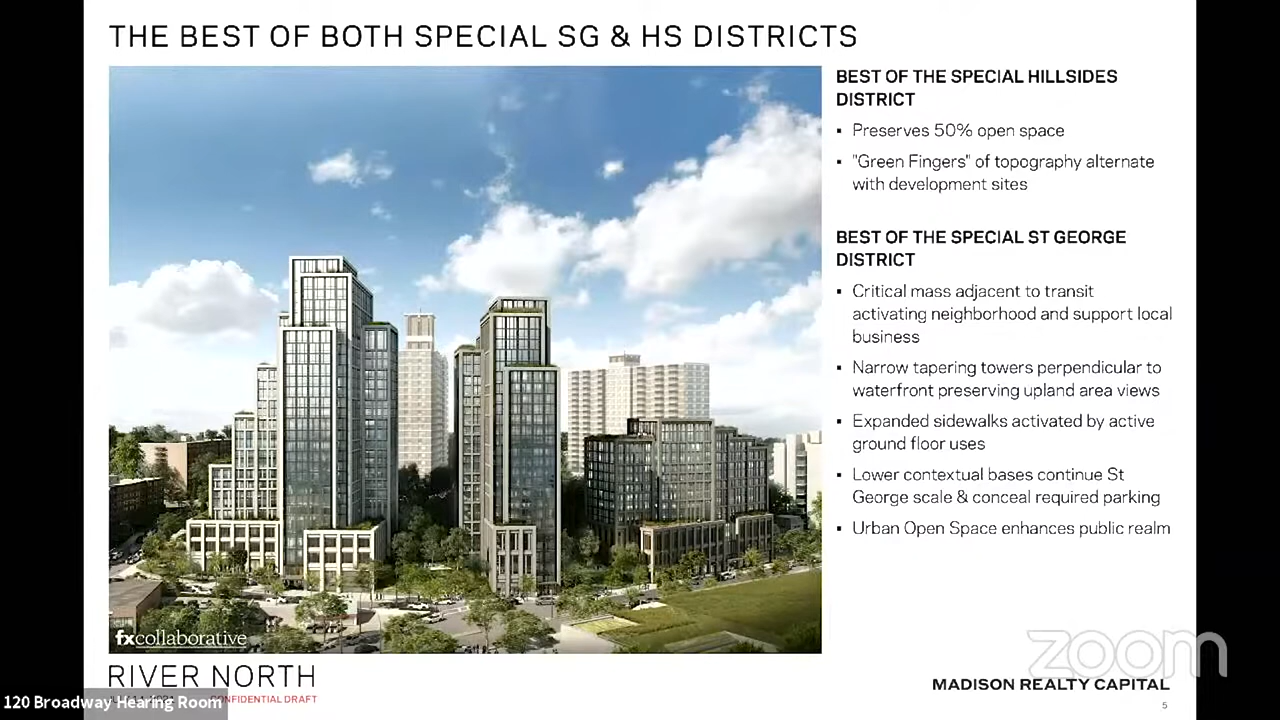 THE BEST OF BOTH SPECIAL SG & HS DISTRICTS
BEST OF THE SPECIAL HILLSIDES
DISTRICT
▪ Preserves 50% open space
▪ "Green Fingers" of topography alternate
with development sites
BEST OF THE SPECIAL ST GEORGE
DISTRICT
▪ Critical mass adjacent to transit
activating neighborhood and support local
business
▪ Narrow tapering towers perpendicular to
waterfront preserving upland area views
▪ Expanded sidewalks activated by active
ground floor uses
▪ Lower contextual bases continue St
George scale & conceal required parking
▪ Urban Open Space enhances public realm
fxcollaborative
RIVER NORTH
CONFIDENTIAL DRAFT
120 Broadway Hearing Room
zoom
MADISON REALTY CAPITAL
5